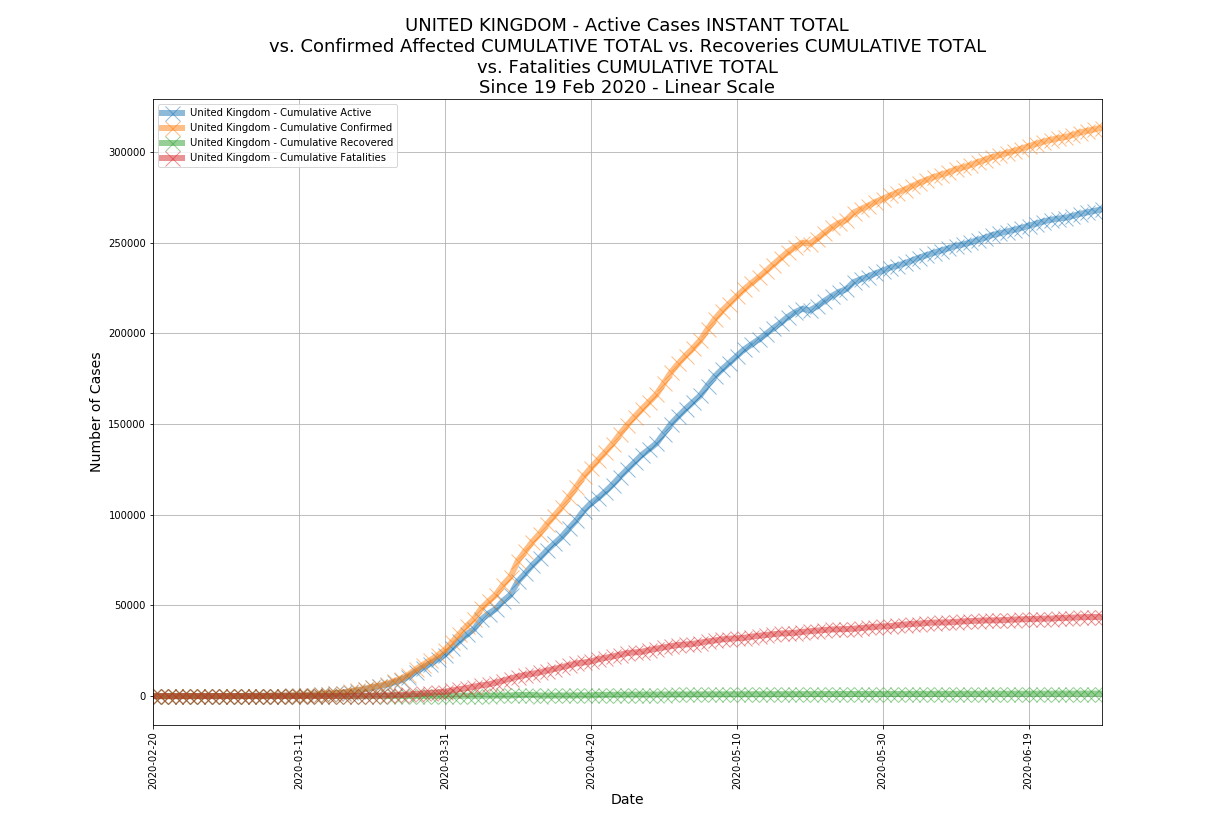 UNITED KINGDOM - Active Cases INSTANT TOTAL
vs. Confirmed Affected CUMULATIVE TOTAL vs. Recoveries CUMULATIVE TOTAL
vs. Fatalities CUMULATIVE TOTAL
Since 19 Feb 2020 - Linear Scale
United Kingdom - Cumulative Active
United Kingdom - Cumulative Confirmed
United Kingdom - Cumulative Recovered
United Kingdom - Cumulative Fatalities
Number of Cases
300000
250000
200000
150000
100000
50000
0
2020-02-20
2020-03-11
2020-03-31
2020-04-20
2020-05-10
2020-05-30
2020-06-19
Date